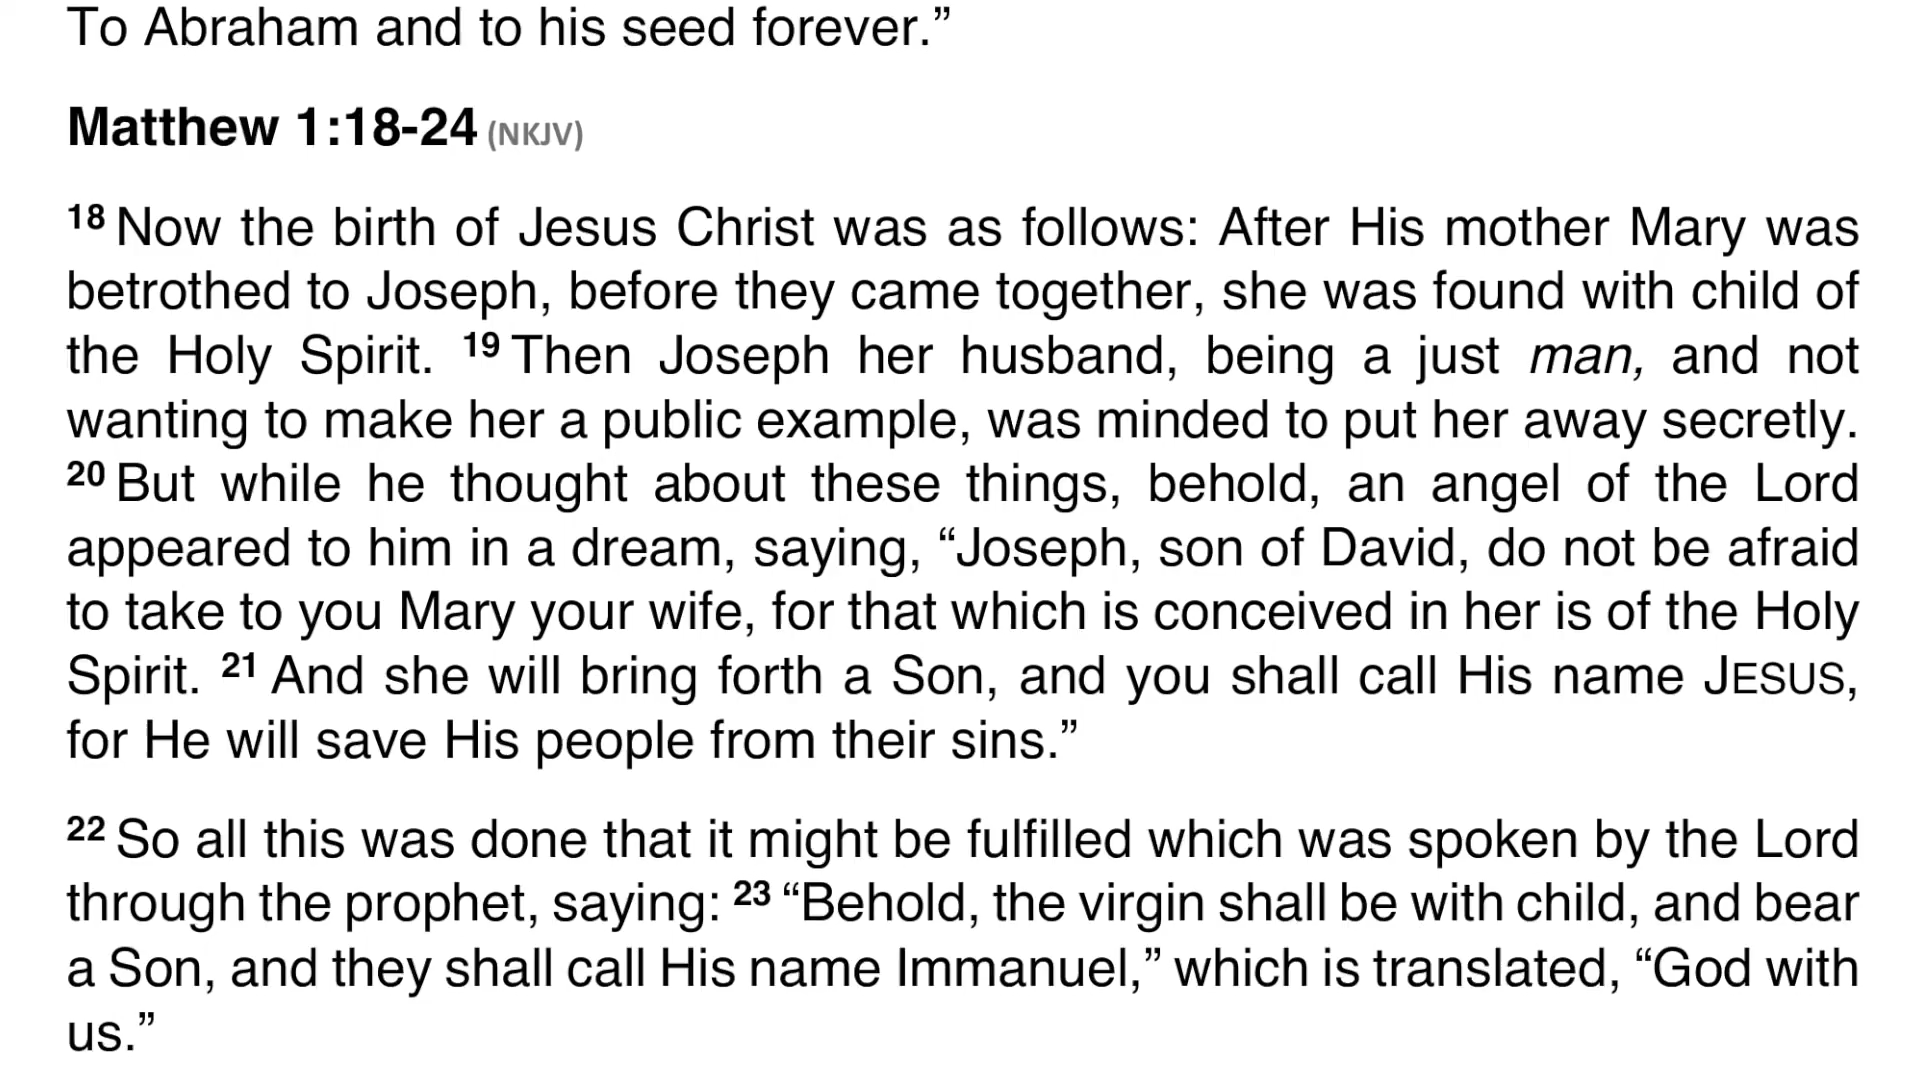 To Abraham and to his seed forever.”
Matthew 1:18-24 (NKJV)
18 Now the birth of Jesus Christ was as follows: After His mother Mary was
betrothed to Joseph, before they came together, she was found with child of
the Holy Spirit. 19 Then Joseph her husband, being a just man, and not
wanting to make her a public example, was minded to put her away secretly.
20 But while he thought about these things, behold, an angel of the Lord
appeared to him in a dream, saying, “Joseph, son of David, do not be afraid
to take to you Mary your wife, for that which is conceived in her is of the Holy
Spirit. 21 And she will bring forth a Son, and you shall call His name JESUS,
for He will save His people from their sins.”
22 So all this was done that it might be fulfilled which was spoken by the Lord
through the prophet, saying: 23 “Behold, the virgin shall be with child, and bear
a Son, and they shall call His name Immanuel,” which is translated, “God with
us.”